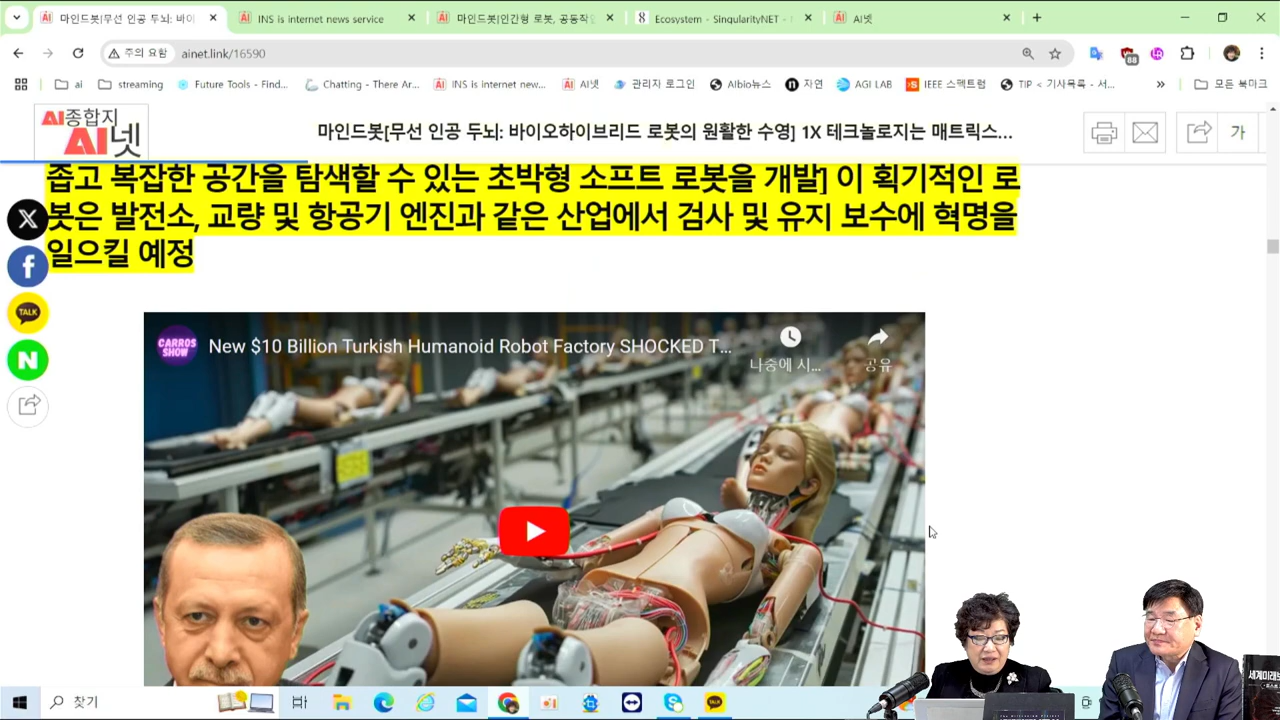 마인드봇[무선 인공 두뇌: 바이
INS is internet news service
마인드봇[인간형 로봇, 공동작업
Ecosystem - SingularityNET -
AI넷
주의 요함
ainet.link/16590
88
ai
streaming
Future Tools - Find...
Chatting - There Ar...
INS is internet new...
AI넷
관리자 로그인
Albio뉴스
자연
AGI LAB
IEEE 스펙트럼
TIP < 기사목록 - 서...
모든 북마크
AI종합지
AI넷
마인드봇[무선 인공 두뇌: 바이오하이브리드 로봇의 원활한 수영] 1X 테크놀로지는 매트릭스...
가
좁고 복잡한 공간을 탐색할 수 있는 초박형 소프트 로봇을 개발] 이 획기적인 로
봇은 발전소, 교량 및 항공기 엔진과 같은 산업에서 검사 및 유지 보수에 혁명을
일으킬 예정
TALK
N
CARROS
SHOW
New $10 Billion Turkish Humanoid Robot Factory SHOCKED T...
나중에 시...
공유
찾기
TALK
세계미래보